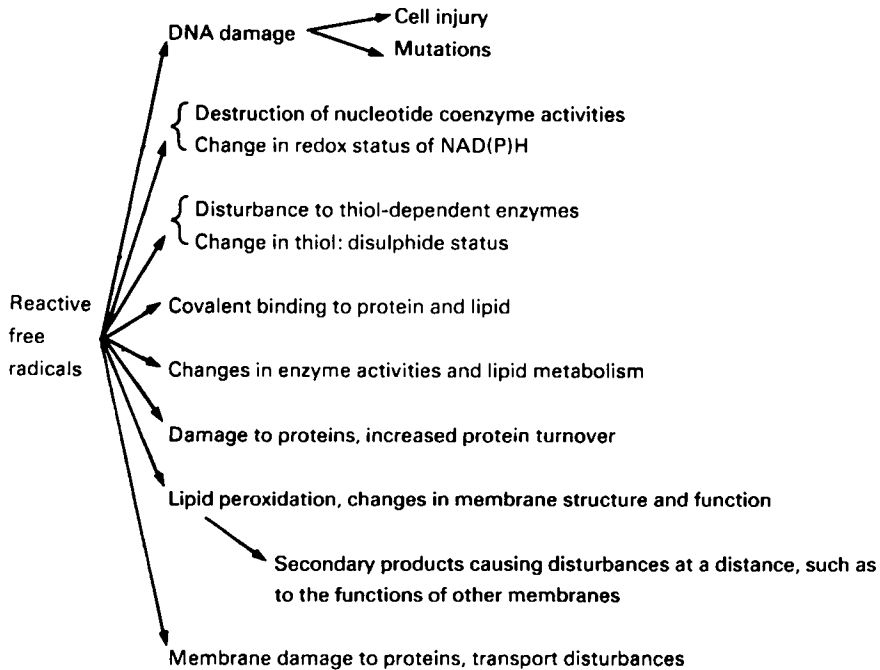 DNA damage
Cell injury
Mutations
Destruction of nucleotide coenzyme activities
Change in redox status of NAD(P)H
Disturbance to thiol-dependent enzymes
Change in thiol: disulphide status
Reactive
free
radicals
Covalent binding to protein and lipid
Changes in enzyme activities and lipid metabolism
Damage to proteins, increased protein turnover
Lipid peroxidation, changes in membrane structure and function
Secondary products causing disturbances at a distance, such as
to the functions of other membranes
Membrane damage to proteins, transport disturbances